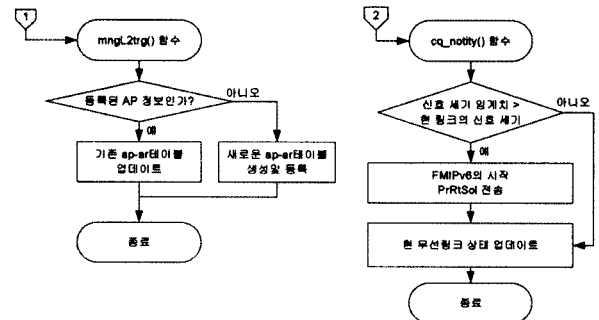 1
mngL2trg() 함수
등록된 AP 정보인가?
아니오
예
기존 ap-ar테이블
업데이트
새로운 ap-ar테이블
생성및 등록
종료
2
cq_notity() 함수
신호 세기 임계치 >
현 링크의 신호 세기
아니오
예
FMIPv6의 시작
PrRtSol 전송
현 무선링크 상태 업데이트
종료